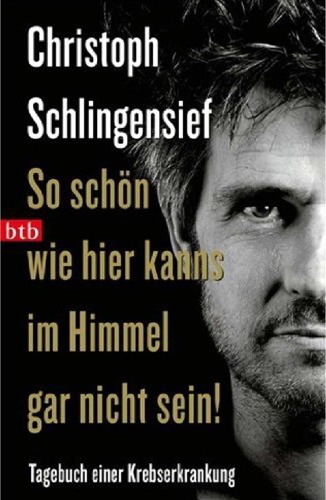 Christoph
Schlingensief
So schön
btb
wie hier kanns
im Himmel
gar nicht sein!
Tagebuch einer Krebserkrankung